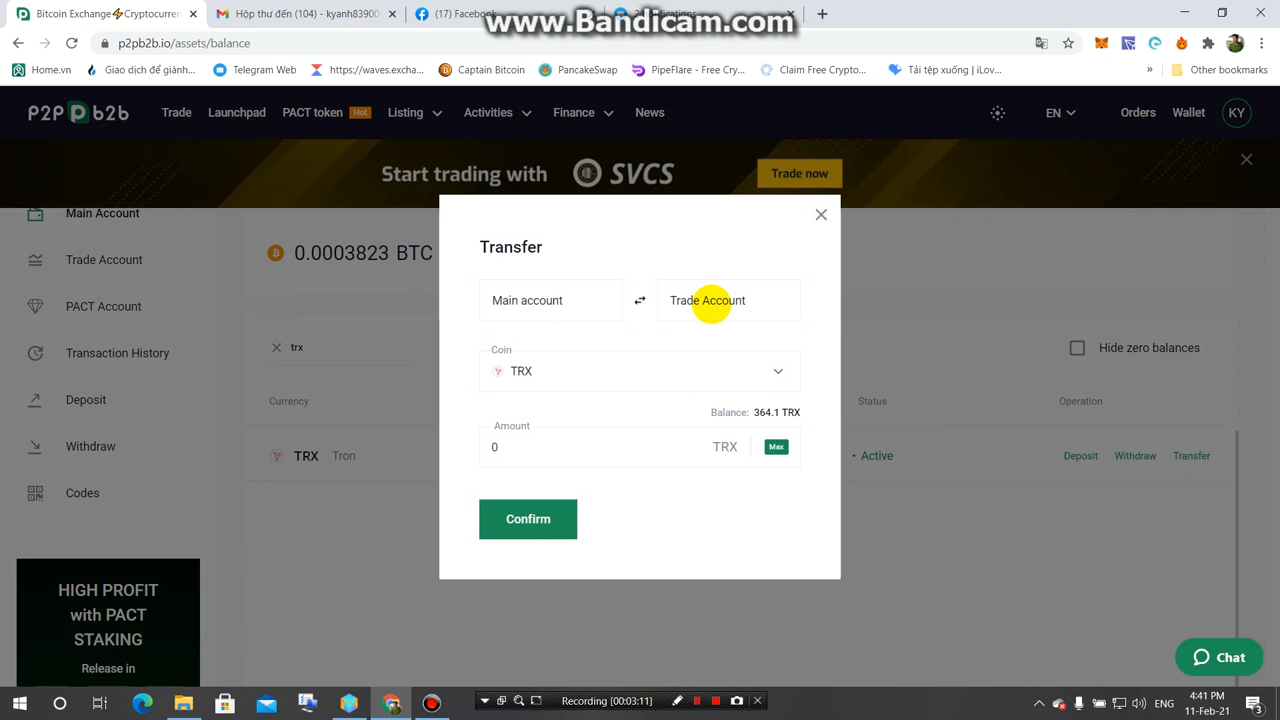 www.Bandicam.com
Bitcoin Exchange⚡Cryptocurrenc
Hộp thư đến (104) - kyanh83900
(17) Facebook
p2pb2b.io/assets/balance
Home.vn
Giao dịch để giành...
Telegram Web
https://waves.excha...
Captain Bitcoin
PancakeSwap
PipeFlare - Free Cry...
Claim Free Crypto...
Tải tệp xuống | iLov...
»
Other bookmarks
P2P b2b
Trade
Launchpad
PACT token
Hot
Listing
Activities
Finance
News
EN
Orders
Wallet
KY
Start trading with
SVCS
Trade now
Main Account
Trade Account
PACT Account
Transaction History
Deposit
Withdraw
Codes
HIGH PROFIT
with PACT
STAKING
Release in
0.0003823 BTC
trx
Hide zero balances
Currency
Status
Operation
TRX Tron
• Active
Deposit
Withdraw
Transfer
Transfer
Main account
Trade Account
Coin
TRX
Balance: 364.1 TRX
Amount
0
TRX
Max
Confirm
Chat
Recording [00:03:11]
ENG
4:41 PM
11-Feb-21
3